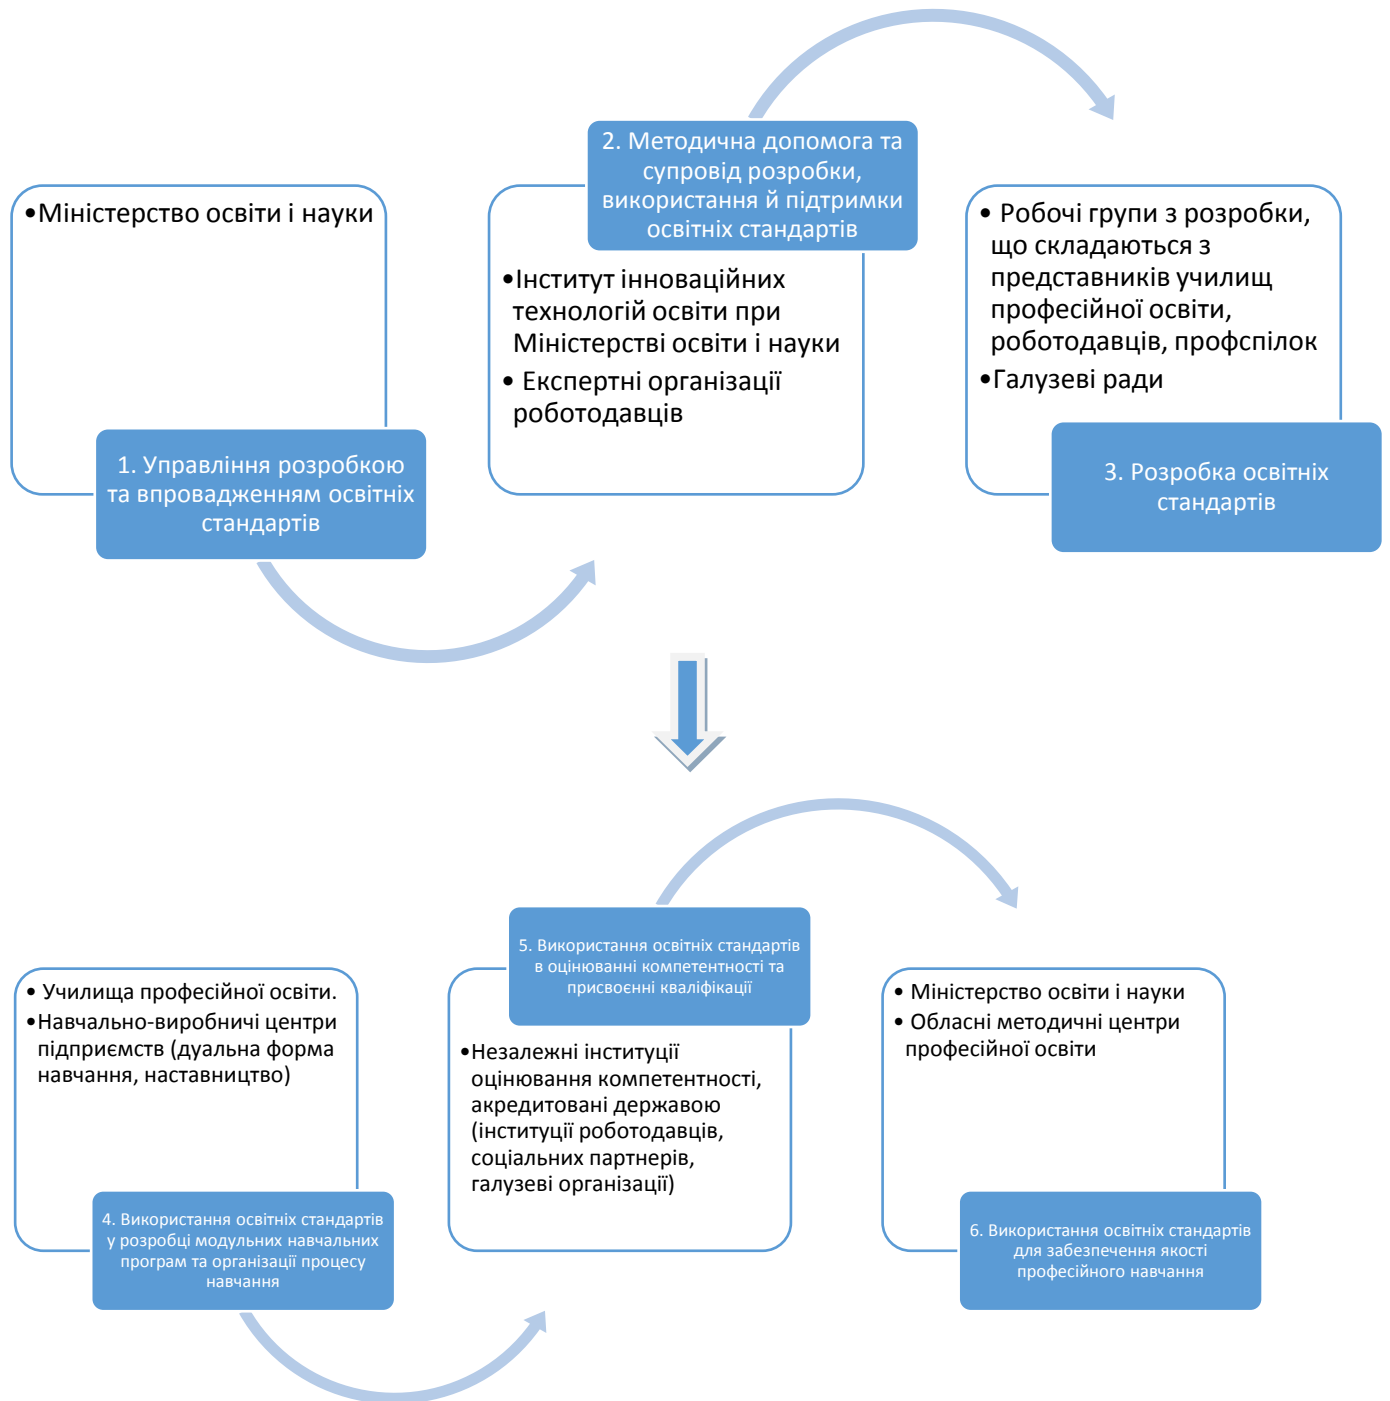 •Міністерство освіти і науки
1. Управління розробкою
та впровадженням освітніх
стандартів
2. Методична допомога та
супровід розробки,
використання й підтримки
освітніх стандартів
•Інститут інноваційних
технологій освіти при
Міністерстві освіти і науки
• Експертні організації
роботодавців
• Робочі групи з розробки,
що складаються з
представників училищ
професійної освіти,
роботодавців, профспілок
•Галузеві ради
3. Розробка освітніх
стандартів
• Училища професійної освіти.
•Навчально-виробничі центри
підприємств (дуальна форма
навчання, наставництво)
4. Використання освітніх стандартів
у розробці модульних навчальних
програм та організації процесу
навчання
5. Використання освітніх стандартів
в оцінюванні компетентності та
присвоєнні кваліфікації
•Незалежні інституції
оцінювання компетентності,
акредитовані державою
(інституції роботодавців,
соціальних партнерів,
галузеві організації)
• Міністерство освіти і науки
• Обласні методичні центри
професійної освіти
6. Використання освітніх стандартів
для забезпечення якості
професійного навчання